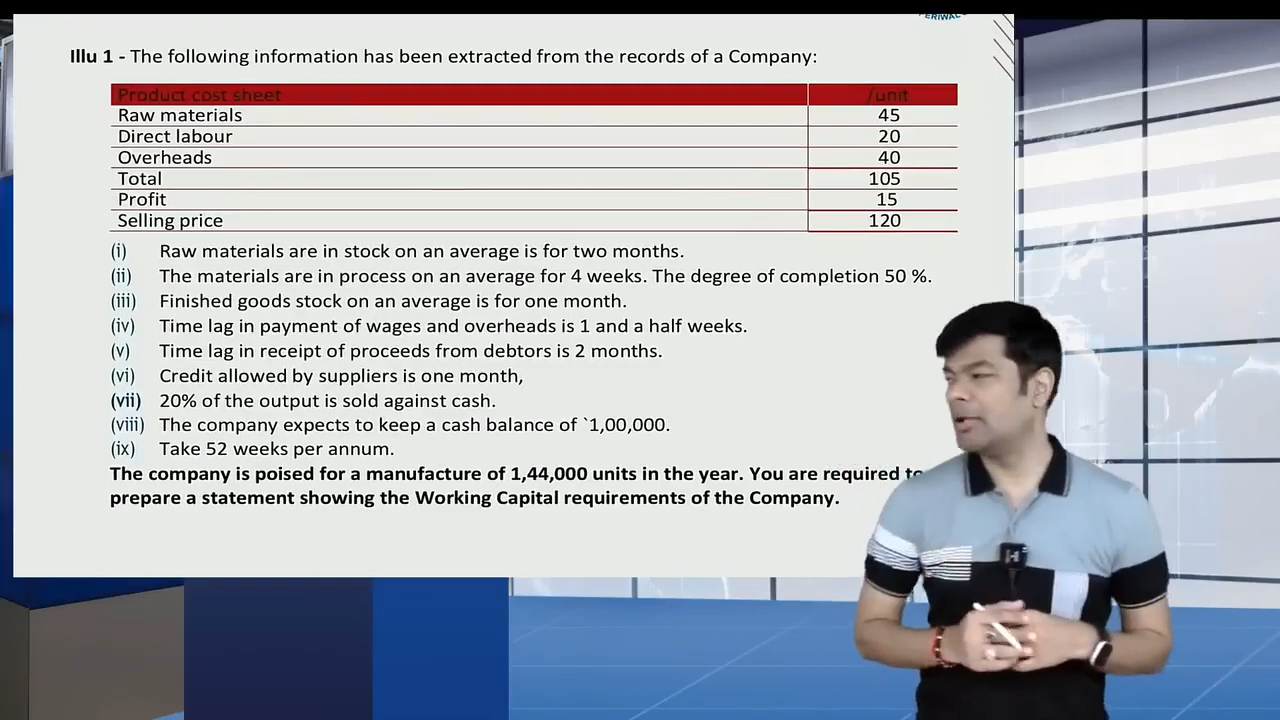 PERIWAL
Illu 1 - The following information has been extracted from the records of a Company:
Product cost sheet /unit
Raw materials 45
Direct labour 20
Overheads 40
Total 105
Profit 15
Selling price 120
(i) Raw materials are in stock on an average is for two months.
(ii) The materials are in process on an average for 4 weeks. The degree of completion 50 %.
(iii) Finished goods stock on an average is for one month.
(iv) Time lag in payment of wages and overheads is 1 and a half weeks.
(v) Time lag in receipt of proceeds from debtors is 2 months.
(vi) Credit allowed by suppliers is one month,
(vii) 20% of the output is sold against cash.
(viii) The company expects to keep a cash balance of `1,00,000.
(ix) Take 52 weeks per annum.
The company is poised for a manufacture of 1,44,000 units in the year. You are required to
prepare a statement showing the Working Capital requirements of the Company.
H